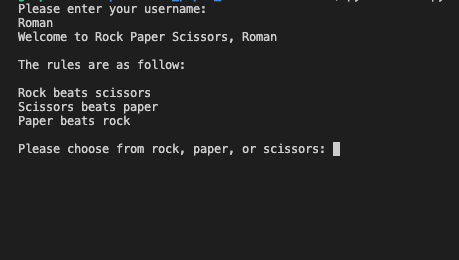 Please enter your username:
Roman
Welcome to Rock Paper Scissors, Roman
The rules are as follow:
Rock beats scissors
Scissors beats paper
Paper beats rock
Please choose from rock, paper, or scissors: